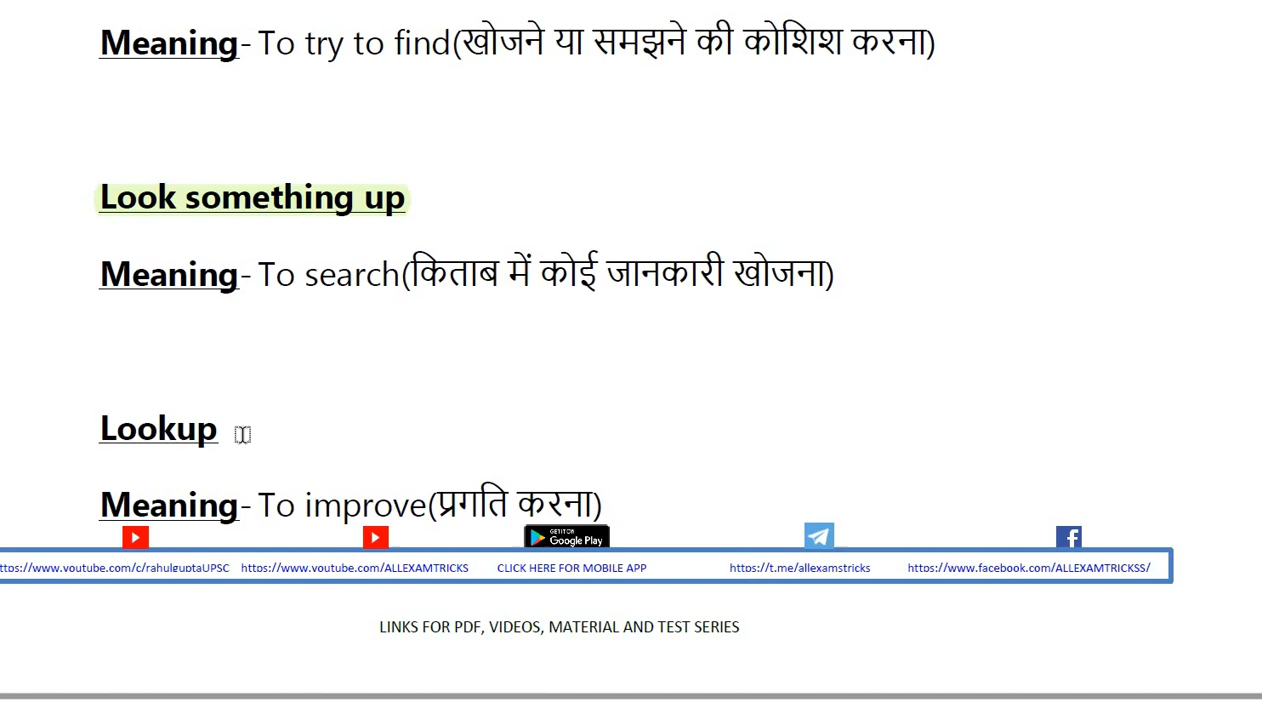 Meaning- To try to find(खोजने या समझने की कोशिश करना)
Look something up
Meaning- To search(किताब में कोई जानकारी खोजना)
Lookup
Meaning- To improve(प्रगति करना)
GET IT ON
Google Play
ttps://www.youtube.com/c/rahulguptaUPSC https://www.youtube.com/ALLEXAMTRICKS CLICK HERE FOR MOBILE APP https://t.me/allexamstricks https://www.facebook.com/ALLEXAMTRICKSS/
LINKS FOR PDF, VIDEOS, MATERIAL AND TEST SERIES